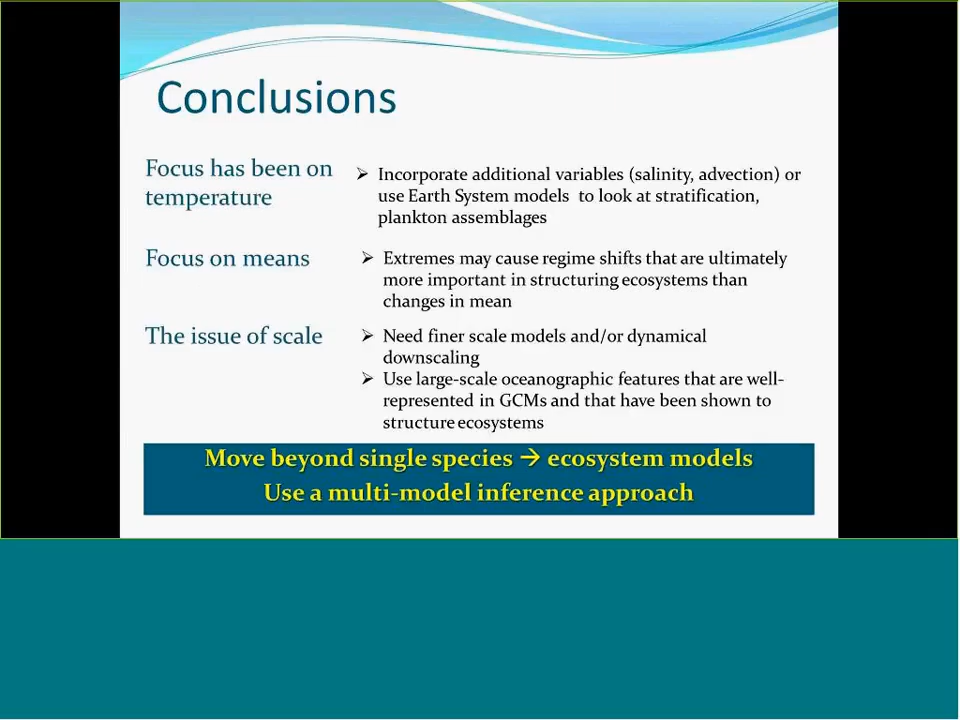 Conclusions
Focus has been on
temperature
➢ Incorporate additional variables (salinity, advection) or
use Earth System models to look at stratification,
plankton assemblages
Focus on means
➢ Extremes may cause regime shifts that are ultimately
more important in structuring ecosystems than
changes in mean
The issue of scale
➢ Need finer scale models and/or dynamical
downscaling
➢ Use large-scale oceanographic features that are well-
represented in GCMs and that have been shown to
structure ecosystems
Move beyond single species → ecosystem models
Use a multi-model inference approach